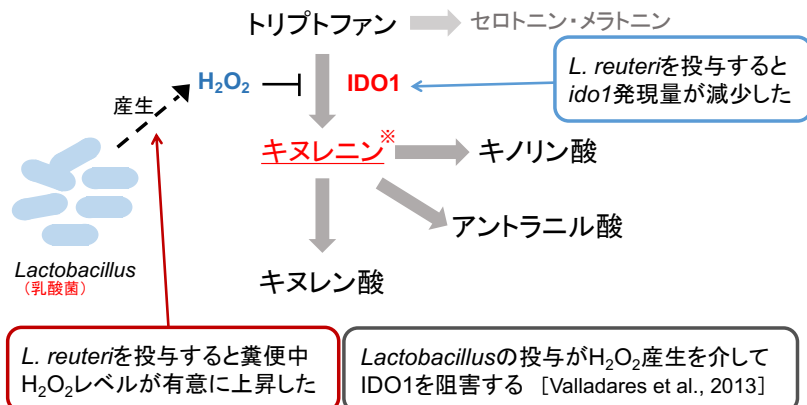 トリプトファン
セロトニン・メラトニン
H₂O₂
IDO1
L. reuteriを投与すると
ido1発現量が減少した
産生
キヌレニン※
キノリン酸
アントラニル酸
Lactobacillus
（乳酸菌）
キヌレン酸
L. reuteriを投与すると糞便中
H₂O₂レベルが有意に上昇した
Lactobacillusの投与がH₂O₂産生を介して
IDO1を阻害する [Valladares et al., 2013]